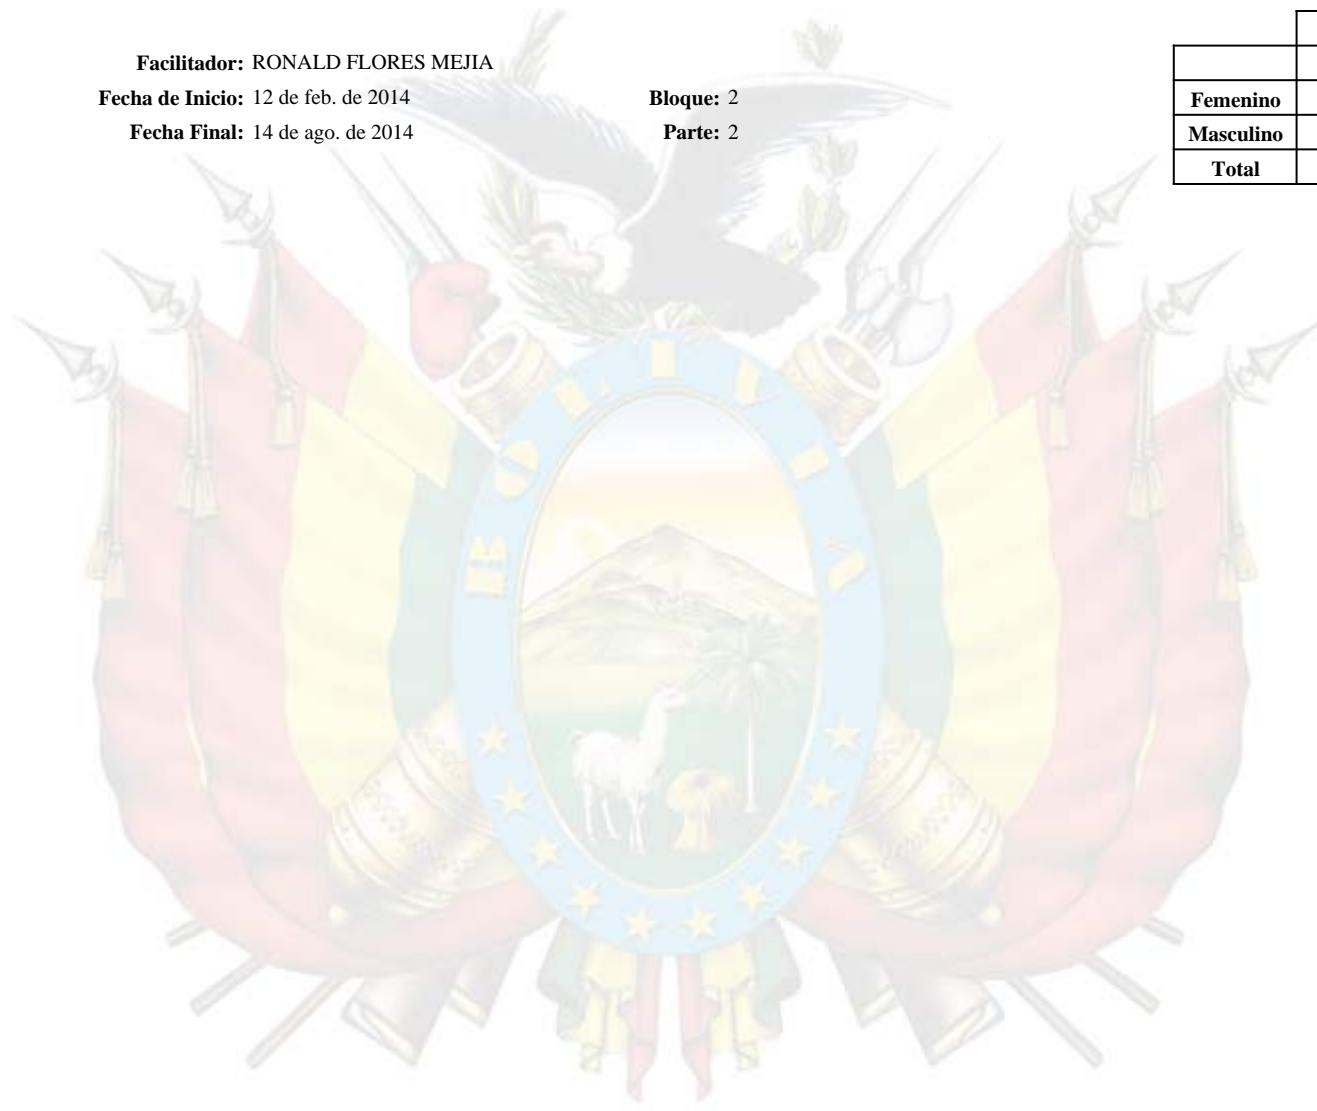 Facilitador: RONALD FLORES MEJIA
Fecha de Inicio: 12 de feb. de 2014 Bloque: 2
Fecha Final: 14 de ago. de 2014 Parte: 2
Femenino
Masculino
Total
BOLIVIA